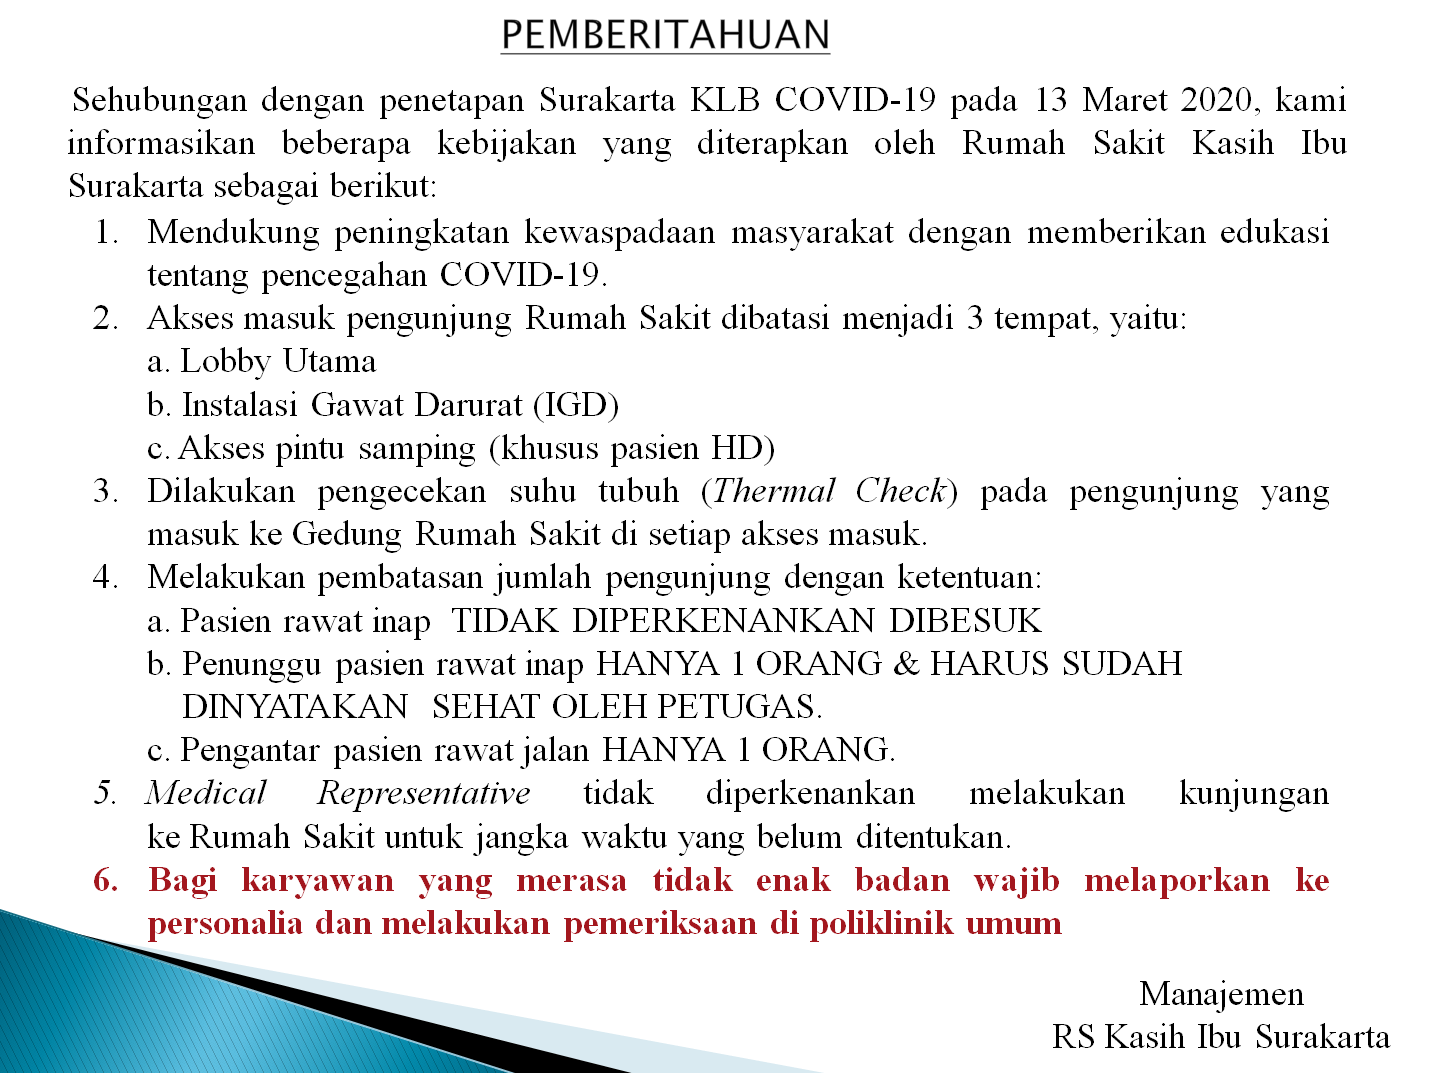 PEMBERITAHUAN
Sehubungan dengan penetapan Surakarta KLB COVID-19 pada 13 Maret 2020, kami
informasikan beberapa kebijakan yang diterapkan oleh Rumah Sakit Kasih Ibu
Surakarta sebagai berikut:
1. Mendukung peningkatan kewaspadaan masyarakat dengan memberikan edukasi
tentang pencegahan COVID-19.
2. Akses masuk pengunjung Rumah Sakit dibatasi menjadi 3 tempat, yaitu:
a. Lobby Utama
b. Instalasi Gawat Darurat (IGD)
c. Akses pintu samping (khusus pasien HD)
3. Dilakukan pengecekan suhu tubuh (Thermal Check) pada pengunjung yang
masuk ke Gedung Rumah Sakit di setiap akses masuk.
4. Melakukan pembatasan jumlah pengunjung dengan ketentuan:
a. Pasien rawat inap TIDAK DIPERKENANKAN DIBESUK
b. Penunggu pasien rawat inap HANYA 1 ORANG & HARUS SUDAH
DINYATAKAN SEHAT OLEH PETUGAS.
c. Pengantar pasien rawat jalan HANYA 1 ORANG.
5. Medical Representative tidak diperkenankan melakukan kunjungan
ke Rumah Sakit untuk jangka waktu yang belum ditentukan.
6. Bagi karyawan yang merasa tidak enak badan wajib melaporkan ke
personalia dan melakukan pemeriksaan di poliklinik umum
Manajemen
RS Kasih Ibu Surakarta